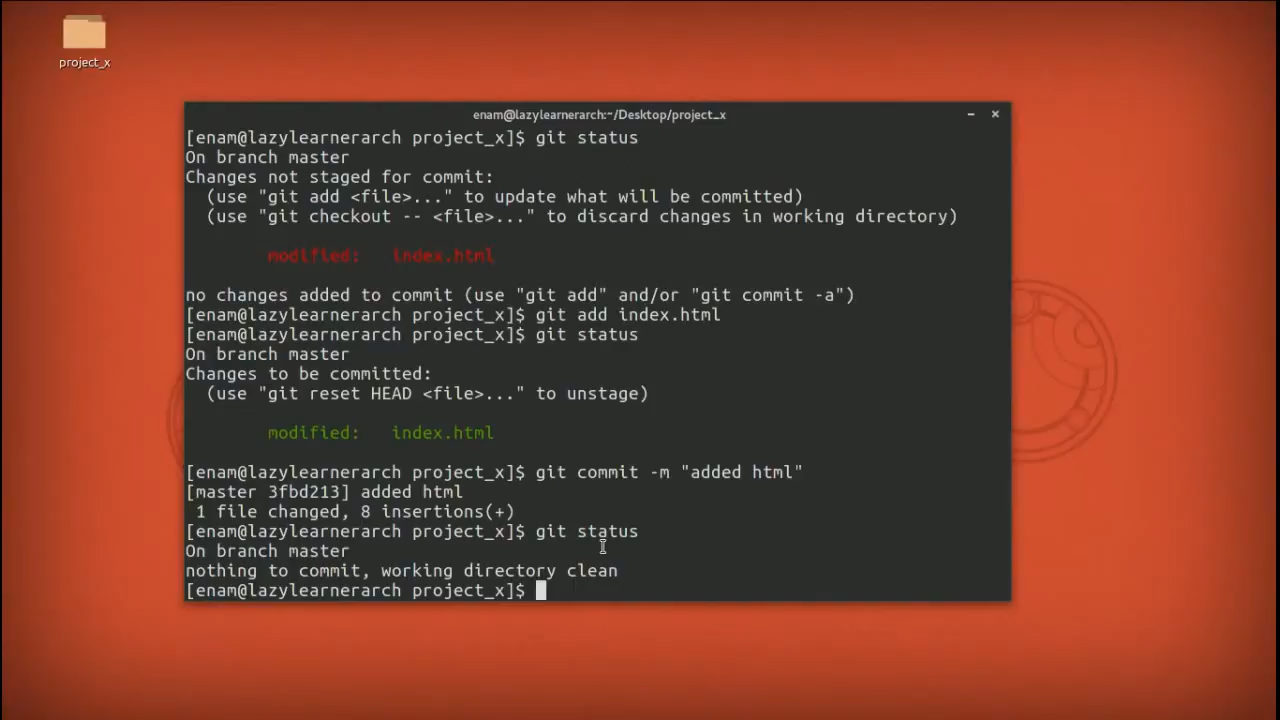 project_x
enam@lazylearnerarch:~/Desktop/project_x
[enam@lazylearnerarch project_x]$ git status
On branch master
Changes not staged for commit:
  (use "git add <file>..." to update what will be committed)
  (use "git checkout -- <file>..." to discard changes in working directory)
        modified:   index.html
no changes added to commit (use "git add" and/or "git commit -a")
[enam@lazylearnerarch project_x]$ git add index.html
[enam@lazylearnerarch project_x]$ git status
On branch master
Changes to be committed:
  (use "git reset HEAD <file>..." to unstage)
        modified:   index.html
[enam@lazylearnerarch project_x]$ git commit -m "added html"
[master 3fbd213] added html
 1 file changed, 8 insertions(+)
[enam@lazylearnerarch project_x]$ git status
On branch master
nothing to commit, working directory clean
[enam@lazylearnerarch project_x]$